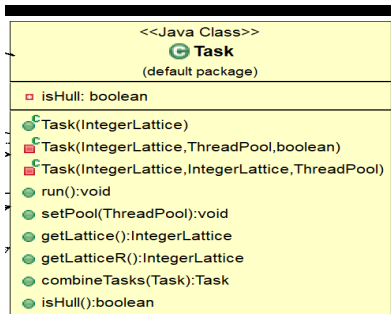 <<Java Class>>
Task
(default package)
isHull: boolean
Task(IntegerLattice)
Task(IntegerLattice,ThreadPool,boolean)
Task(IntegerLattice,IntegerLattice,ThreadPool)
run():void
setPool(ThreadPool):void
getLattice():IntegerLattice
getLatticeR():IntegerLattice
combineTasks(Task):Task
isHull():boolean